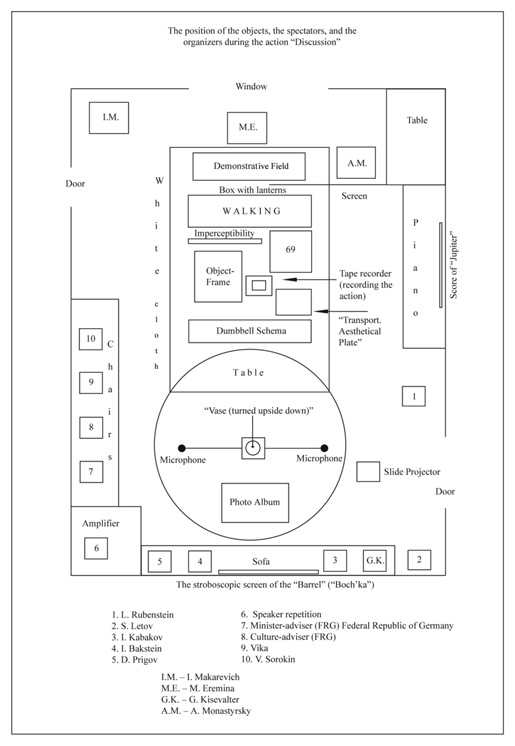 The position of the objects, the spectators, and the
organizers during the action “Discussion”
Window
I.M.
M.E.
Table
A.M.
Demonstrative Field
Door
White cloth
Box with lanterns
Screen
WALKING
Piano
Score of “Jupiter”
Imperceptibility
69
Object-
Frame
Tape recorder
(recording the
action)
“Transport.
Aesthetical
Plate”
Dumbbell Schema
10
Chairs
9
8
7
Table
1
“Vase (turned upside down)”
Microphone
Microphone
Slide Projector
Photo Album
Door
Amplifier
6
5
4
Sofa
3
G.K.
2
The stroboscopic screen of the “Barrel” (“Boch'ka”)
1. L. Rubenstein
2. S. Letov
3. I. Kabakov
4. I. Bakstein
5. D. Prigov
6. Speaker repetition
7. Minister-adviser (FRG) Federal Republic of Germany
8. Culture-adviser (FRG)
9. Vika
10. V. Sorokin
I.M. – I. Makarevich
M.E. – M. Eremina
G.K. – G. Kisevalter
A.M. – A. Monastyrsky